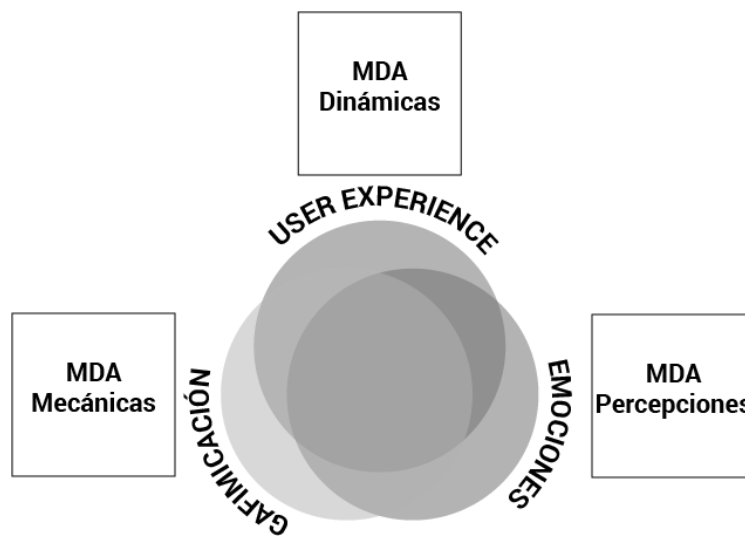 MDA
Dinámicas
USER EXPERIENCE
MDA
Mecánicas
GAFIMICACIÓN
EMOCIONES
MDA
Percepciones